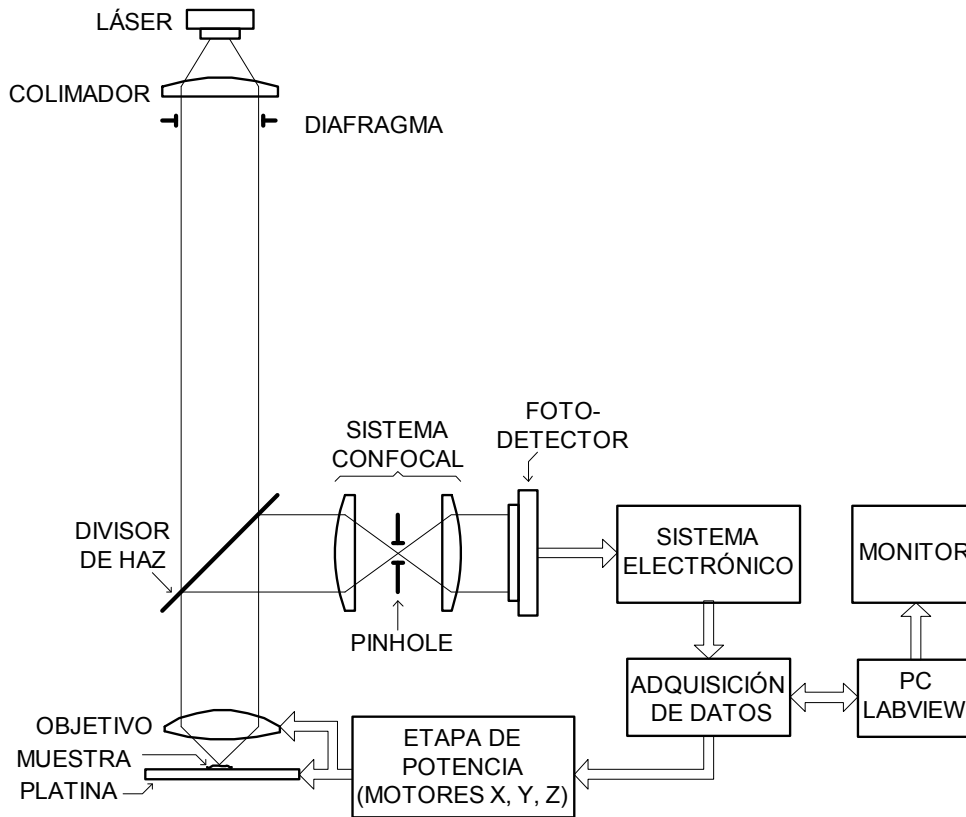 LÁSER
COLIMADOR
DIAFRAGMA
FOTO-
DETECTOR
SISTEMA
CONFOCAL
DIVISOR
DE HAZ
PINHOLE
SISTEMA
ELECTRÓNICO
MONITOR
ADQUISICIÓN
DE DATOS
PC
LABVIEW
OBJETIVO
MUESTRA
PLATINA
ETAPA DE
POTENCIA
(MOTORES X, Y, Z)